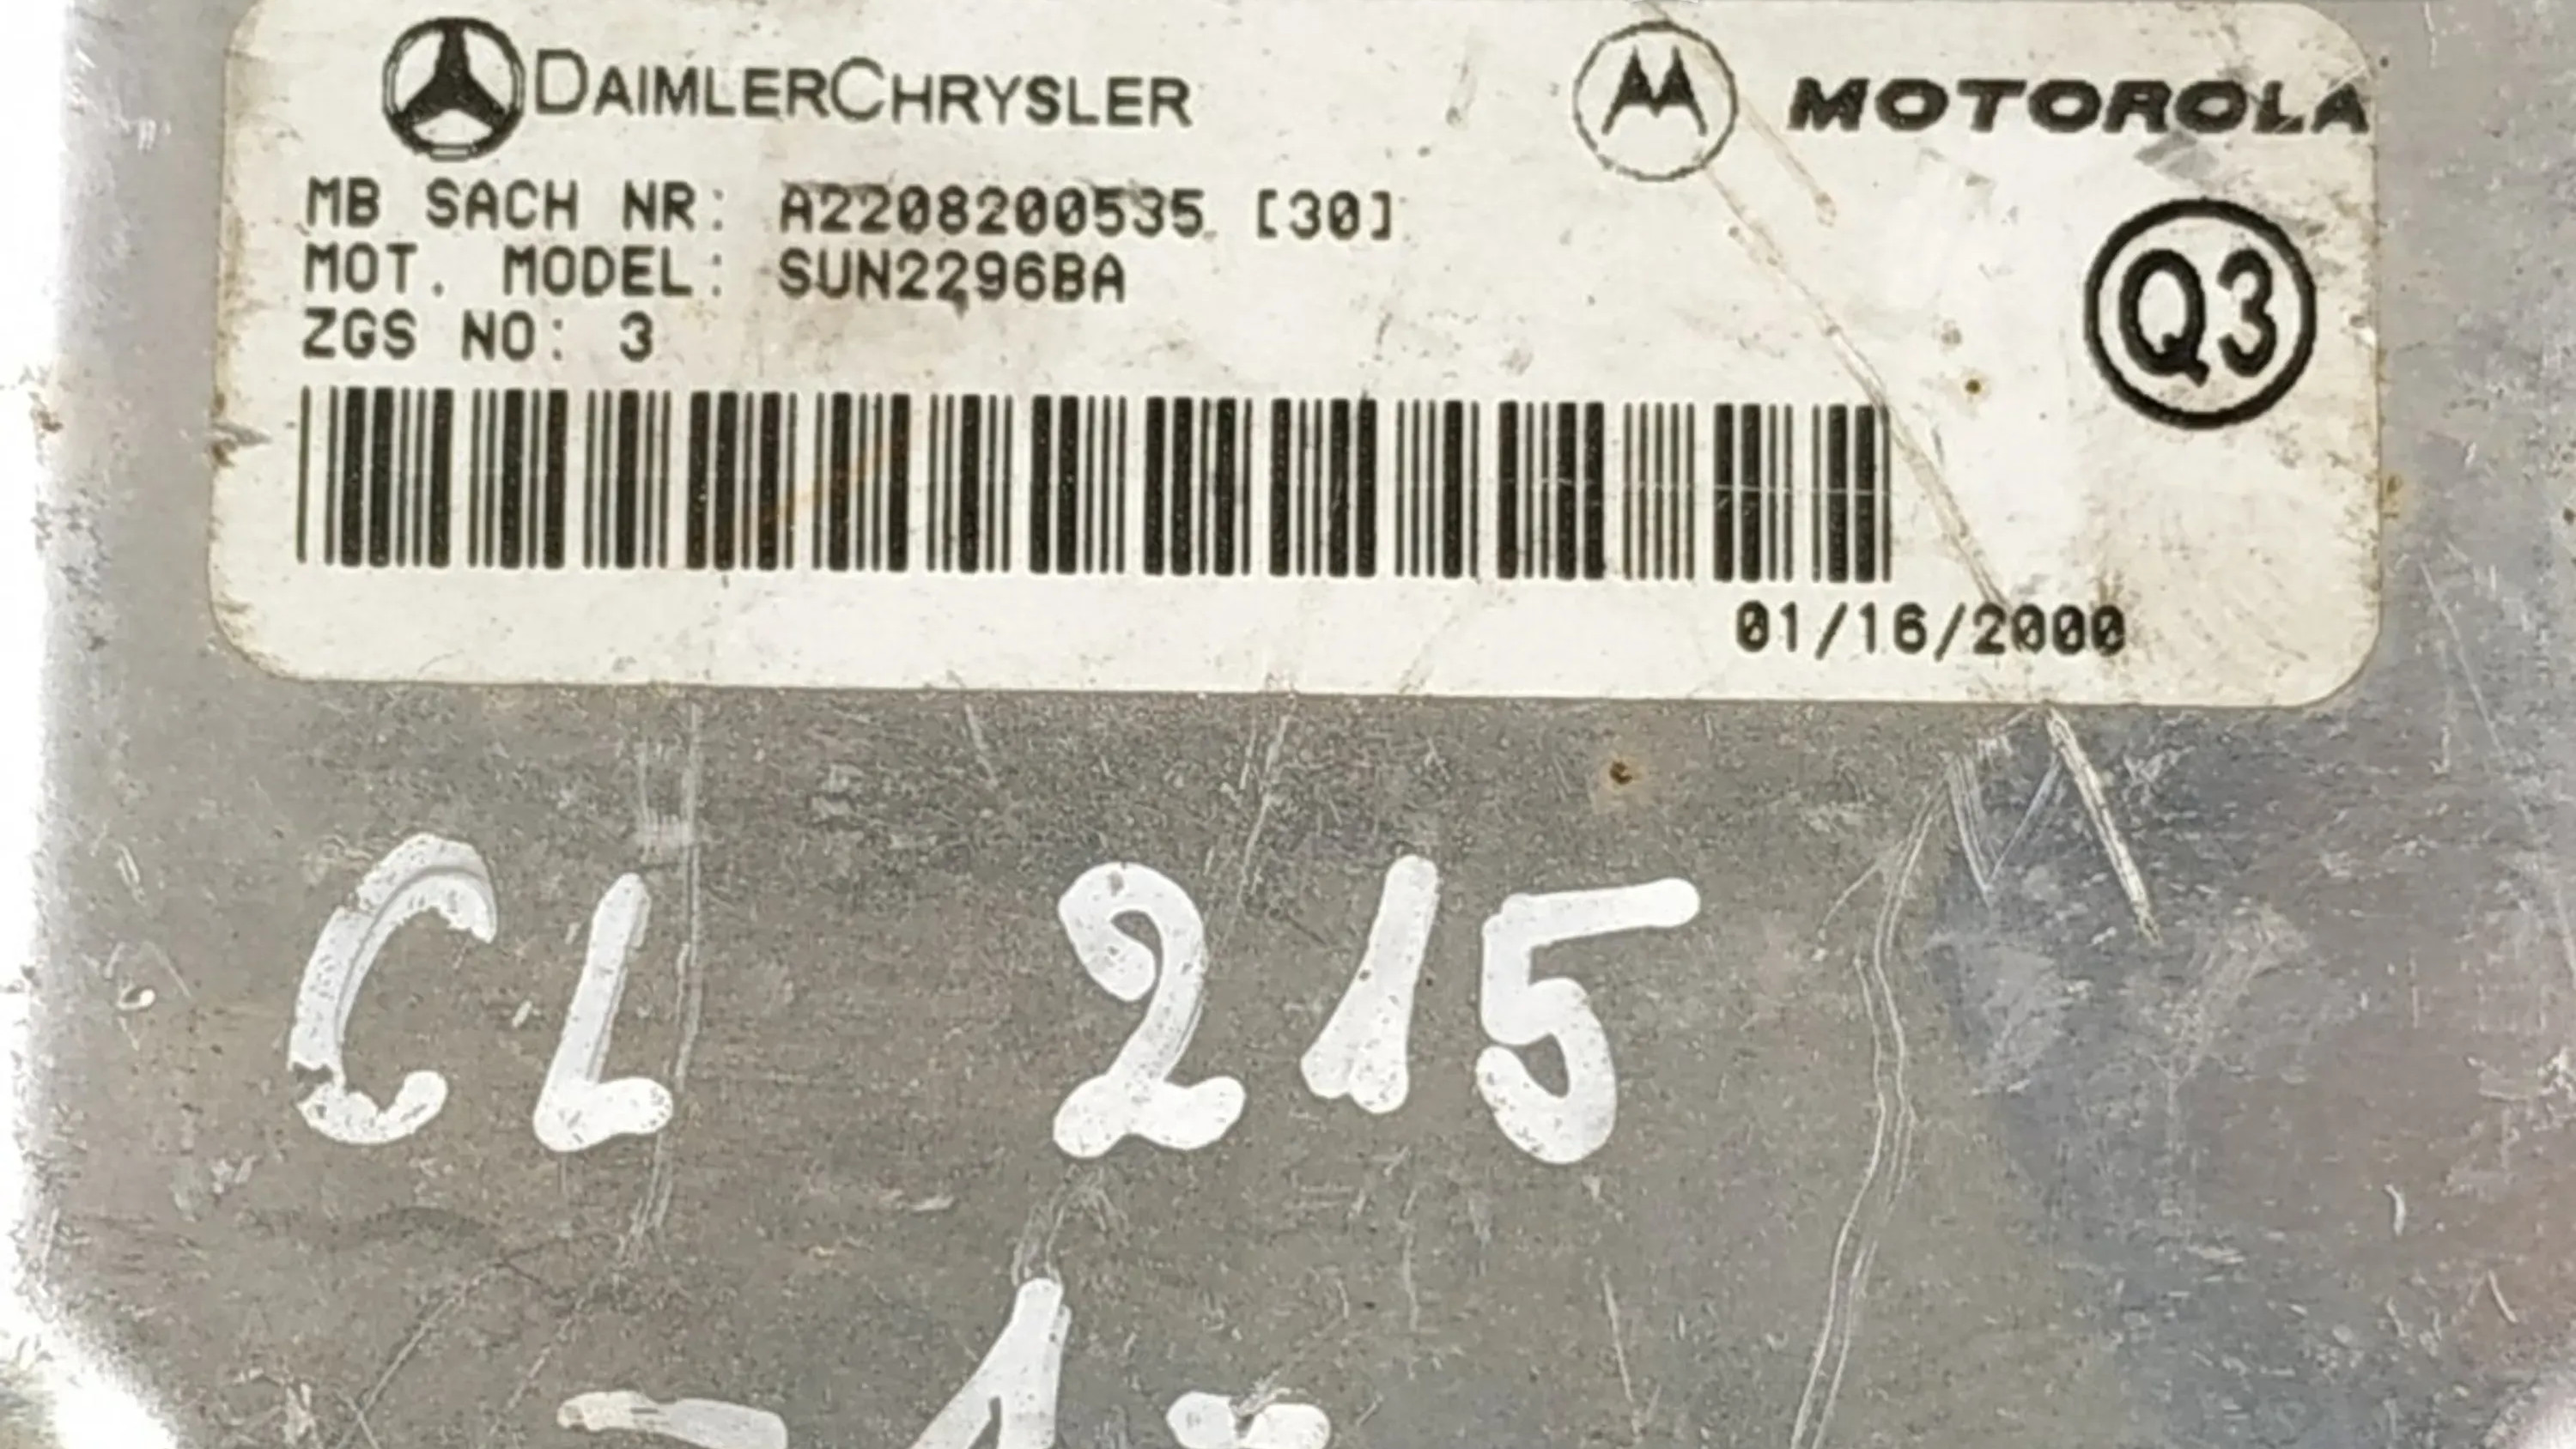 DAIMLERCHRYSLER MOTOROLA
MB SACH NR: A2208200535 [30]
MOT. MODEL: SUN2296BA
ZGS NO: 3
Q3
01/16/2000
CL 215